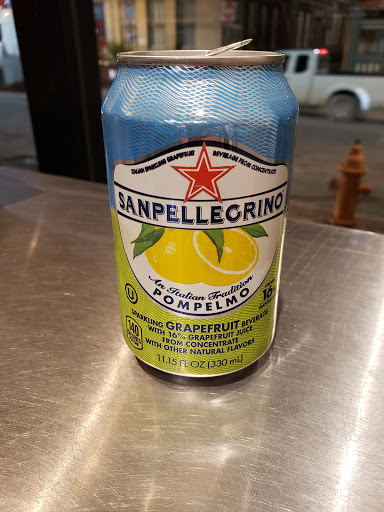 ITALIAN SPARKLING GRAPEFRUIT BEVERAGE FROM CONCENTRATE
SANPELLEGRINO
An Italian Tradition
POMPELMO
U
16%
140
SPARKLING GRAPEFRUIT BEVERAGE
WITH 16% GRAPEFRUIT JUICE
FROM CONCENTRATE
WITH OTHER NATURAL FLAVORS
11.15 FL OZ (330 mL)